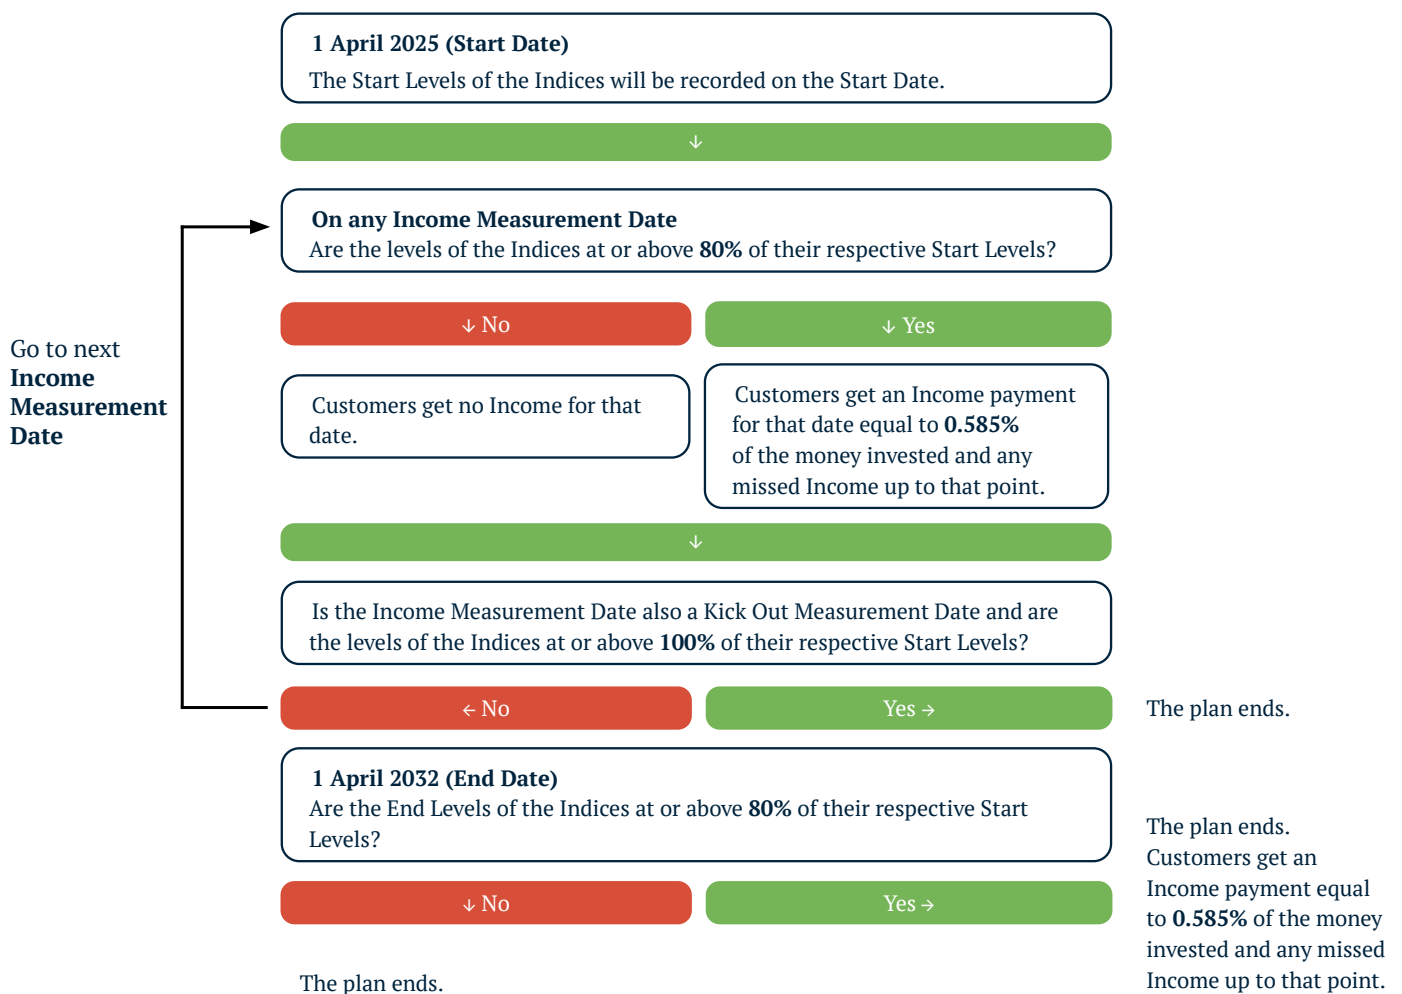 1 April 2025 (Start Date)
The Start Levels of the Indices will be recorded on the Start Date.
↓
On any Income Measurement Date
Are the levels of the Indices at or above 80% of their respective Start Levels?
↓ No
↓ Yes
Go to next
Income
Measurement
Date
Customers get no Income for that
date.
Customers get an Income payment
for that date equal to 0.585%
of the money invested and any
missed Income up to that point.
↓
Is the Income Measurement Date also a Kick Out Measurement Date and are
the levels of the Indices at or above 100% of their respective Start Levels?
← No
Yes →
The plan ends.
1 April 2032 (End Date)
Are the End Levels of the Indices at or above 80% of their respective Start
Levels?
↓ No
Yes →
The plan ends.
Customers get an
Income payment equal
to 0.585% of the money
invested and any missed
Income up to that point.
The plan ends.